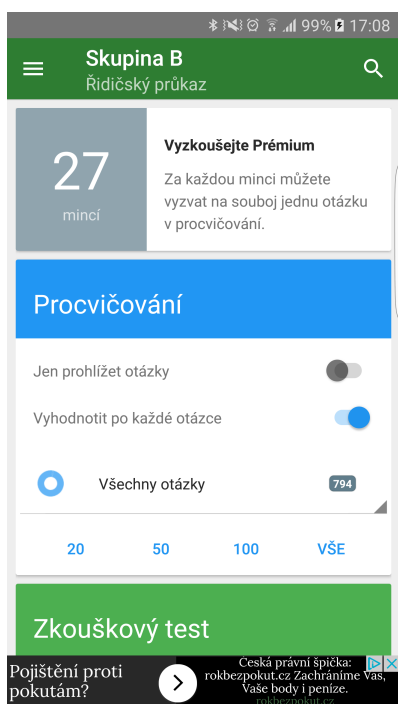 99% 17:08
Skupina B
Řidičský průkaz
27
mincí
Vyzkoušejte Prémium
Za každou minci můžete
vyzvat na souboj jednu otázku
v procvičování.
Procvičování
Jen prohlížet otázky
Vyhodnotit po každé otázce
Všechny otázky 794
20 50 100 VŠE
Zkouškový test
Pojištění proti
pokutám?
Česká právní špička:
rokbezpokut.cz Zachráníme Vás,
Vaše body i peníze.
rokbezpokut.cz